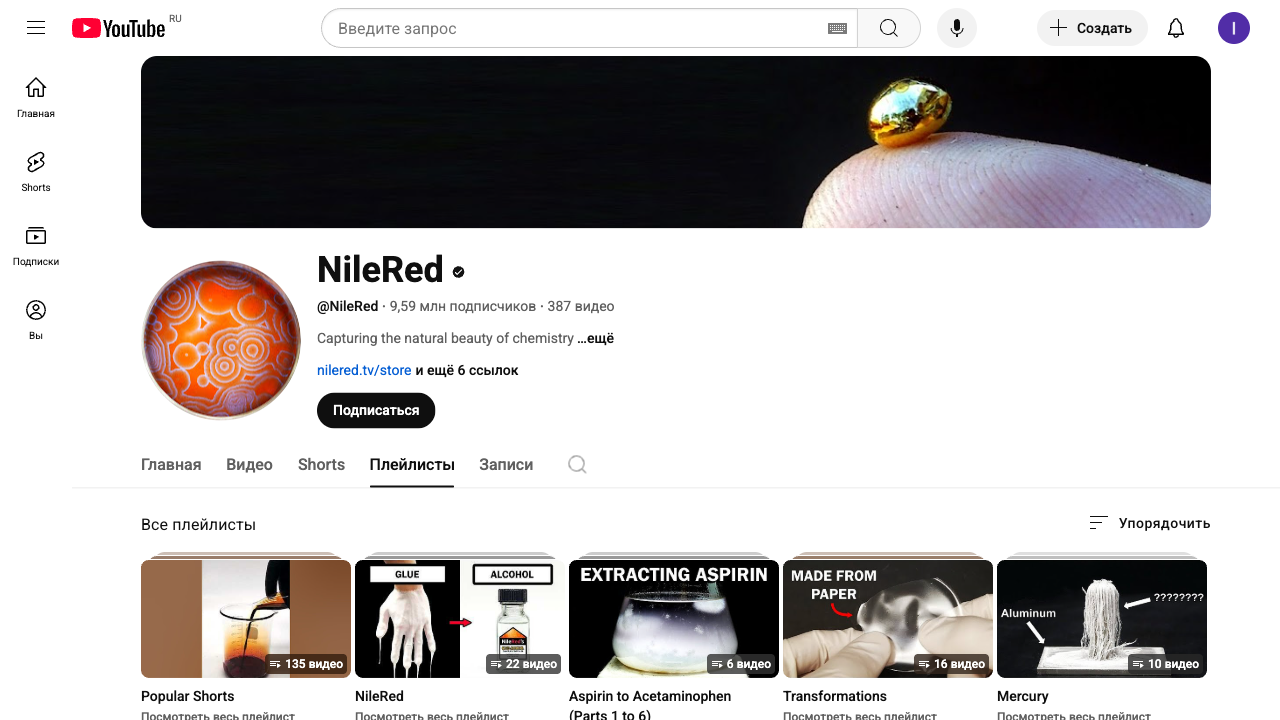 YouTube RU
Введите запрос
Создать
I
Главная
Shorts
Подписки
Вы
NileRed
@NileRed · 9,59 млн подписчиков · 387 видео
Capturing the natural beauty of chemistry ...ещё
nilered.tv/store и ещё 6 ссылок
Подписаться
Главная Видео Shorts Плейлисты Записи
Все плейлисты
Упорядочить
135 видео
Popular Shorts
Посмотреть весь плейлист
GLUE
ALCOHOL
NileRed's
22 видео
NileRed
Посмотреть весь плейлист
EXTRACTING ASPIRIN
6 видео
Aspirin to Acetaminophen
(Parts 1 to 6)
MADE FROM
PAPER
16 видео
Transformations
Посмотреть весь плейлист
????????
Aluminum
10 видео
Mercury
Посмотреть весь плейлист